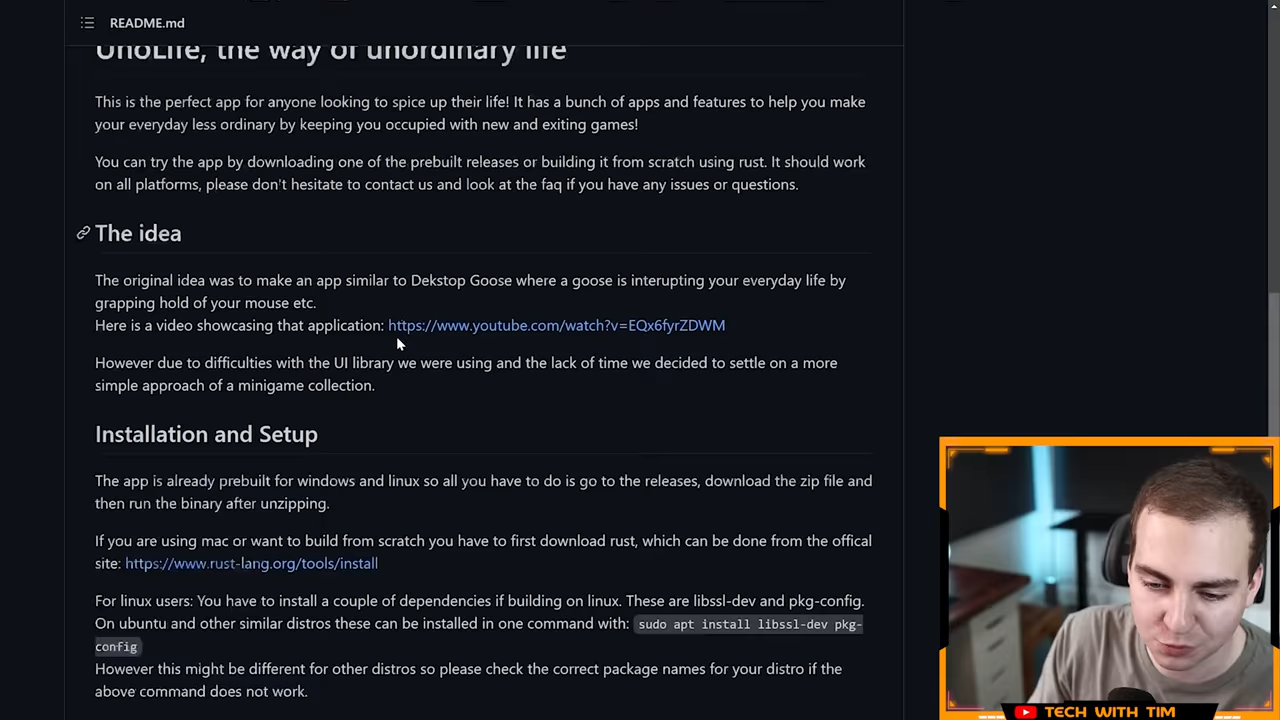 README.md
UnoLife, the way of unordinary life
This is the perfect app for anyone looking to spice up their life! It has a bunch of apps and features to help you make
your everyday less ordinary by keeping you occupied with new and exiting games!
You can try the app by downloading one of the prebuilt releases or building it from scratch using rust. It should work
on all platforms, please don't hesitate to contact us and look at the faq if you have any issues or questions.
The idea
The original idea was to make an app similar to Dekstop Goose where a goose is interupting your everyday life by
grapping hold of your mouse etc.
Here is a video showcasing that application: https://www.youtube.com/watch?v=EQx6fyrZDWM
However due to difficulties with the UI library we were using and the lack of time we decided to settle on a more
simple approach of a minigame collection.
Installation and Setup
The app is already prebuilt for windows and linux so all you have to do is go to the releases, download the zip file and
then run the binary after unzipping.
If you are using mac or want to build from scratch you have to first download rust, which can be done from the offical
site: https://www.rust-lang.org/tools/install
For linux users: You have to install a couple of dependencies if building on linux. These are libssl-dev and pkg-config.
On ubuntu and other similar distros these can be installed in one command with: sudo apt install libssl-dev pkg-
config
However this might be different for other distros so please check the correct package names for your distro if the
above command does not work.
TECH WITH TIM